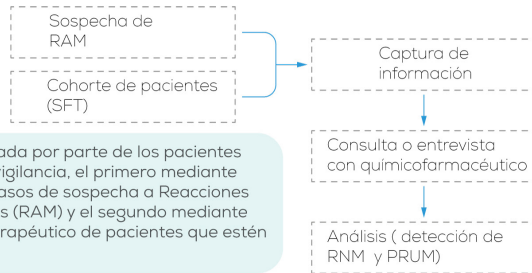 Sospecha de
RAM
Cohorte de pacientes
(SFT)
Captura de
información
Consulta o entrevista
con químicofarmacéutico
Análisis ( detección de
RNM y PRUM)
ada por parte de los pacientes
igilancia, el primero mediante
asos de sospecha a Reacciones
s (RAM) y el segundo mediante
rapéutico de pacientes que estén